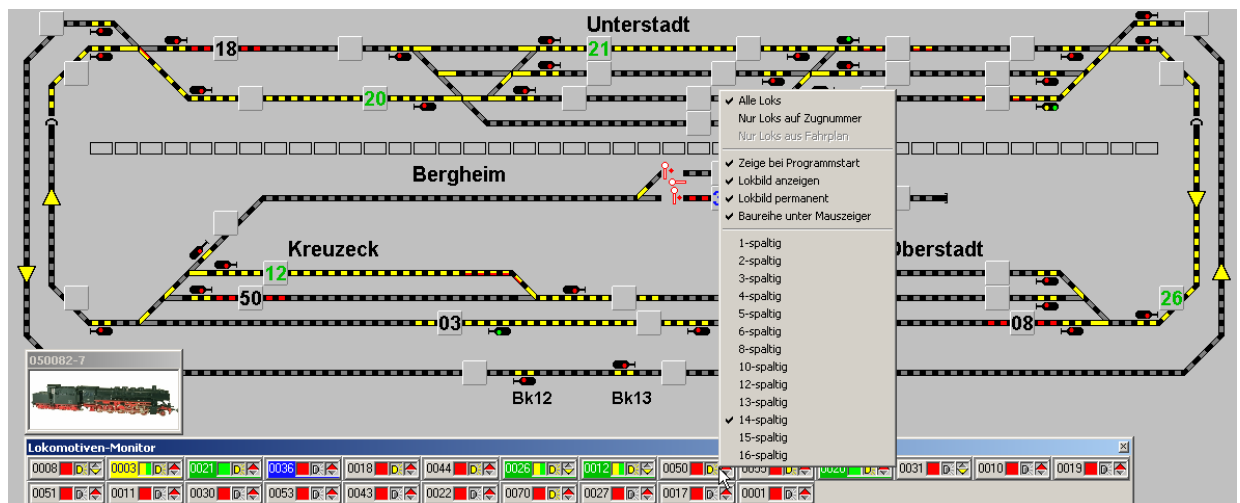 Unterstadt
18
21
20
Alle Loks
Nur Loks auf Zugnummer
Nur Loks aus Fahrplan
Zeige bei Programmstart
Lokbild anzeigen
Lokbild permanent
Baureihe unter Mauszeiger
1-spaltig
2-spaltig
3-spaltig
4-spaltig
5-spaltig
6-spaltig
8-spaltig
10-spaltig
12-spaltig
13-spaltig
14-spaltig
15-spaltig
16-spaltig
Bergheim
Kreuzeck
Oberstadt
12
50
26
03
08
050082-7
Bk12 Bk13
Lokomotiven-Monitor
0008 D 0003 D 0021 D 0036 D 0018 D 0044 D 0026 D 0012 D 0050 D 0031 D 0010 D 0019 D
0051 D 0011 D 0030 D 0053 D 0043 D 0022 D 0070 D 0027 D 0017 D 0001 D